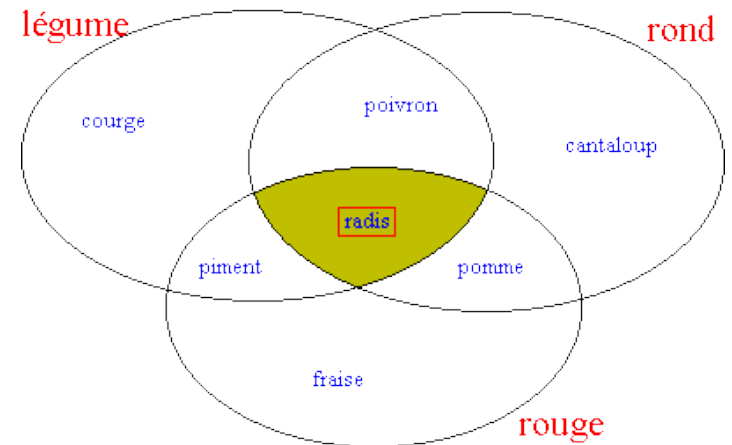 légume
rond
courge
poivron
cantaloup
radis
piment
pomme
fraise
rouge